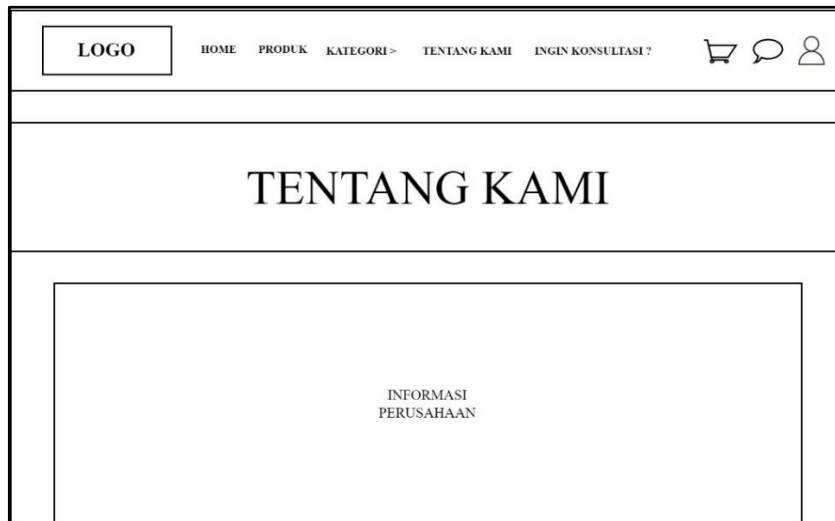 LOGO
HOME PRODUK KATEGORI > TENTANG KAMI INGIN KONSULTASI ?
TENTANG KAMI
INFORMASI
PERUSAHAAN